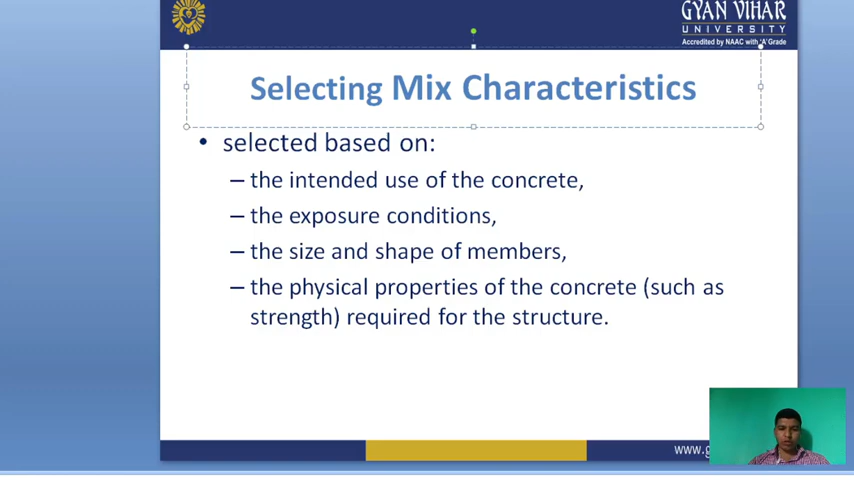 GYAN VIHAR
UNIVERSITY
Accredited by NAAC with 'A' Grade
Selecting Mix Characteristics
• selected based on:
– the intended use of the concrete,
– the exposure conditions,
– the size and shape of members,
– the physical properties of the concrete (such as
strength) required for the structure.
www.g